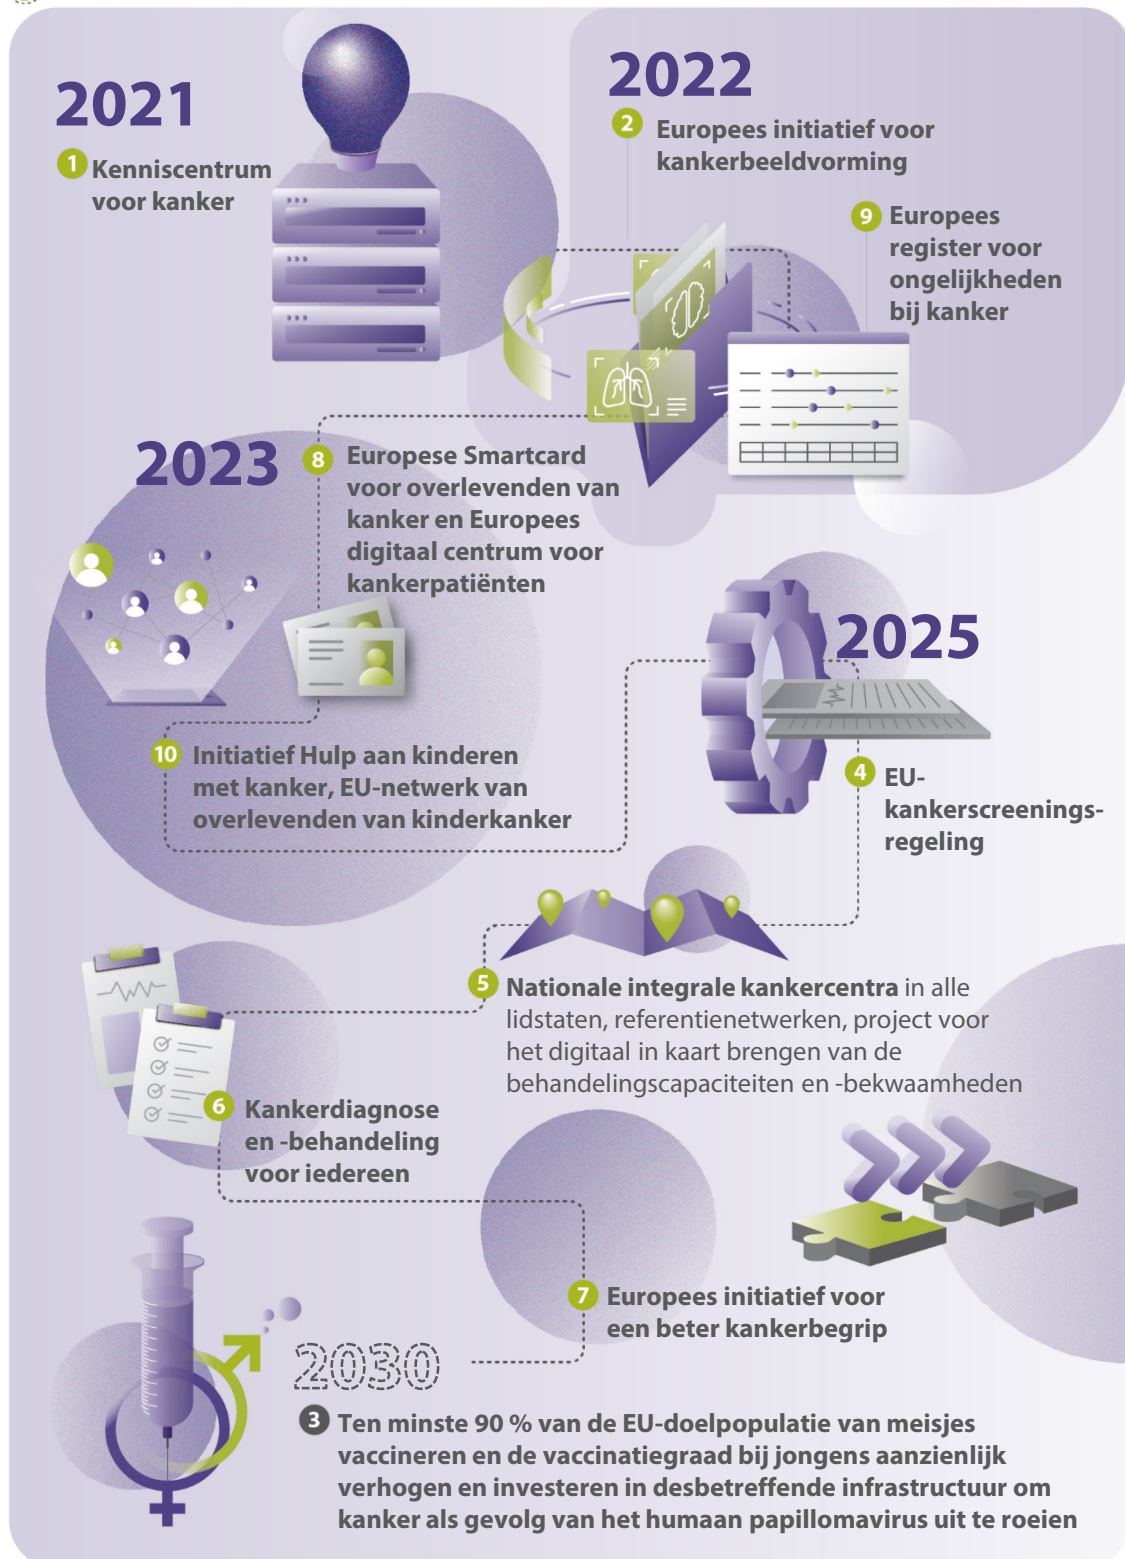 2021
1 Kenniscentrum
voor kanker
2022
2 Europees initiatief voor
kankerbeeldvorming
9 Europees
register voor
ongelijkheden
bij kanker
2023
8 Europese Smartcard
voor overlevenden van
kanker en Europees
digitaal centrum voor
kankerpatiënten
10 Initiatief Hulp aan kinderen
met kanker, EU-netwerk van
overlevenden van kinderkanker
2025
4 EU-
kankerscreenings-
regeling
5 Nationale integrale kankercentra in alle
lidstaten, referentienetwerken, project voor
het digitaal in kaart brengen van de
behandelingscapaciteiten en -bekwaamheden
6 Kankerdiagnose
en -behandeling
voor iedereen
7 Europees initiatief voor
een beter kankerbegrip
2030
3 Ten minste 90 % van de EU-doelpopulatie van meisjes
vaccineren en de vaccinatiegraad bij jongens aanzienlijk
verhogen en investeren in desbetreffende infrastructuur om
kanker als gevolg van het humaan papillomavirus uit te roeien